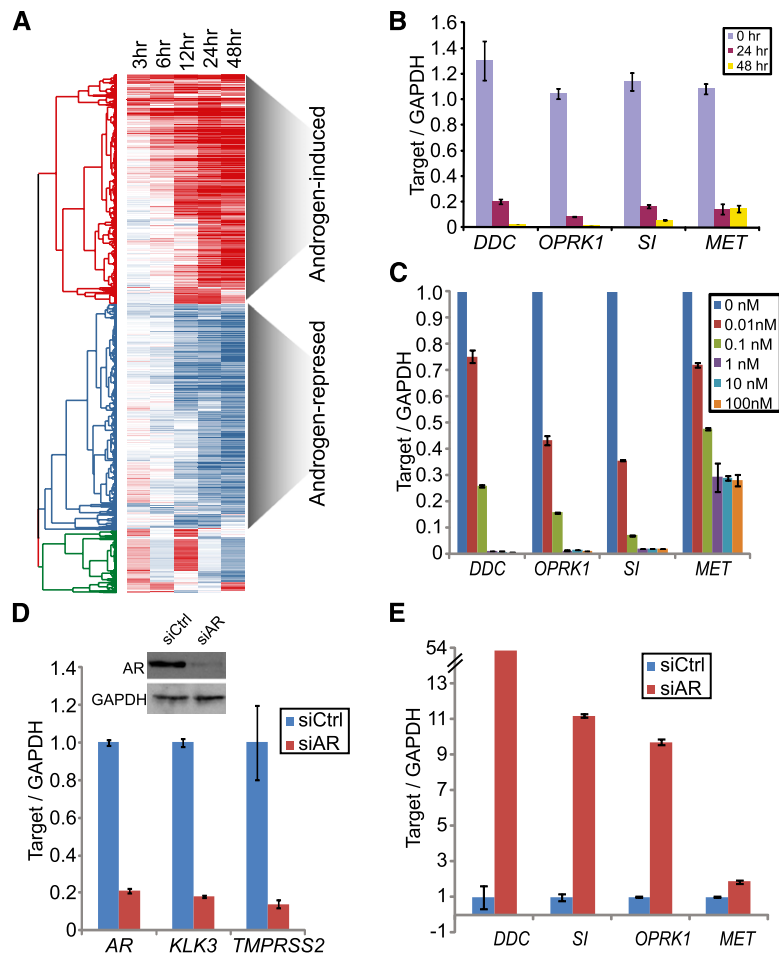 A
3hr
6hr
12hr
24hr
48hr
Androgen-induced
Androgen-represed
B
Target / GAPDH
1.6
1.4
1.2
1.0
0.8
0.6
0.4
0.2
0
0 hr
24 hr
48 hr
DDC OPRK1 SI MET
C
Target / GAPDH
1.0
0.9
0.8
0.7
0.6
0.5
0.4
0.3
0.2
0.1
0
0 nM
0.01nM
0.1 nM
1 nM
10 nM
100nM
DDC OPRK1 SI MET
D
siCtrl
siAR
AR
GAPDH
Target / GAPDH
1.4
1.2
1.0
0.8
0.6
0.4
0.2
0
siCtrl
siAR
AR KLK3 TMPRSS2
E
Target / GAPDH
54
13
11
9
7
5
3
1
-1
siCtrl
siAR
DDC SI OPRK1 MET